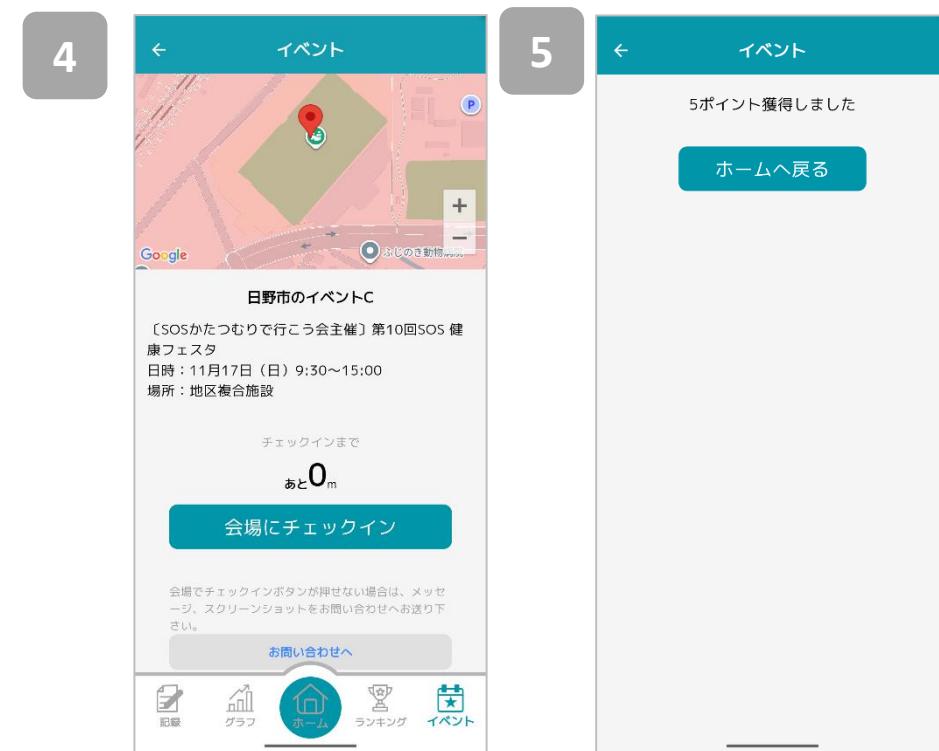 4
イベント
P
+
−
Google
ふじのき動物病院
日野市のイベントC
〔SOSかたつむりで行こう会主催〕第10回SOS 健
康フェスタ
日時：11月17日（日）9:30～15:00
場所：地区複合施設
チェックインまで
あと0m
会場にチェックイン
会場でチェックインボタンが押せない場合は、メッセ
ージ、スクリーンショットをお問い合わせへお送り下
さい。
お問い合わせへ
記録
グラフ
ホーム
ランキング
イベント
5
イベント
5ポイント獲得しました
ホームへ戻る